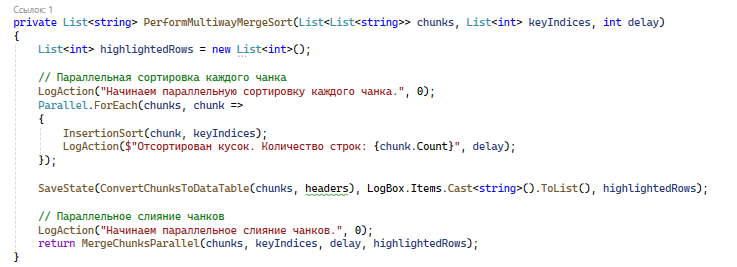 Ссылок: 1
private List<string> PerformMultiwayMergeSort(List<List<string>> chunks, List<int> keyIndices, int delay)
{
    List<int> highlightedRows = new List<int>();
    // Параллельная сортировка каждого чанка
    LogAction("Начинаем параллельную сортировку каждого чанка.", 0);
    Parallel.ForEach(chunks, chunk =>
    {
        InsertionSort(chunk, keyIndices);
        LogAction($"Отсортирован кусок. Количество строк: {chunk.Count}", delay);
    });
    SaveState(ConvertChunksToDataTable(chunks, headers), LogBox.Items.Cast<string>().ToList(), highlightedRows);
    // Параллельное слияние чанков
    LogAction("Начинаем параллельное слияние чанков.", 0);
    return MergeChunksParallel(chunks, keyIndices, delay, highlightedRows);
}